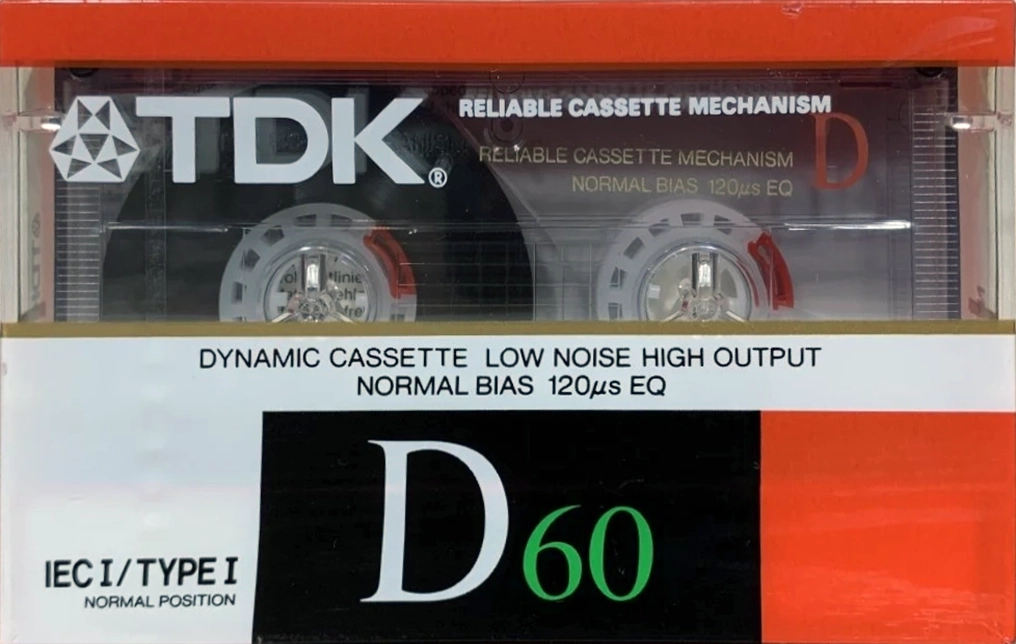 TDK®
RELIABLE CASSETTE MECHANISM
D
RELIABLE CASSETTE MECHANISM
NORMAL BIAS 120μs EQ
DYNAMIC CASSETTE LOW NOISE HIGH OUTPUT
NORMAL BIAS 120μs EQ
D60
IEC I/TYPE I
NORMAL POSITION